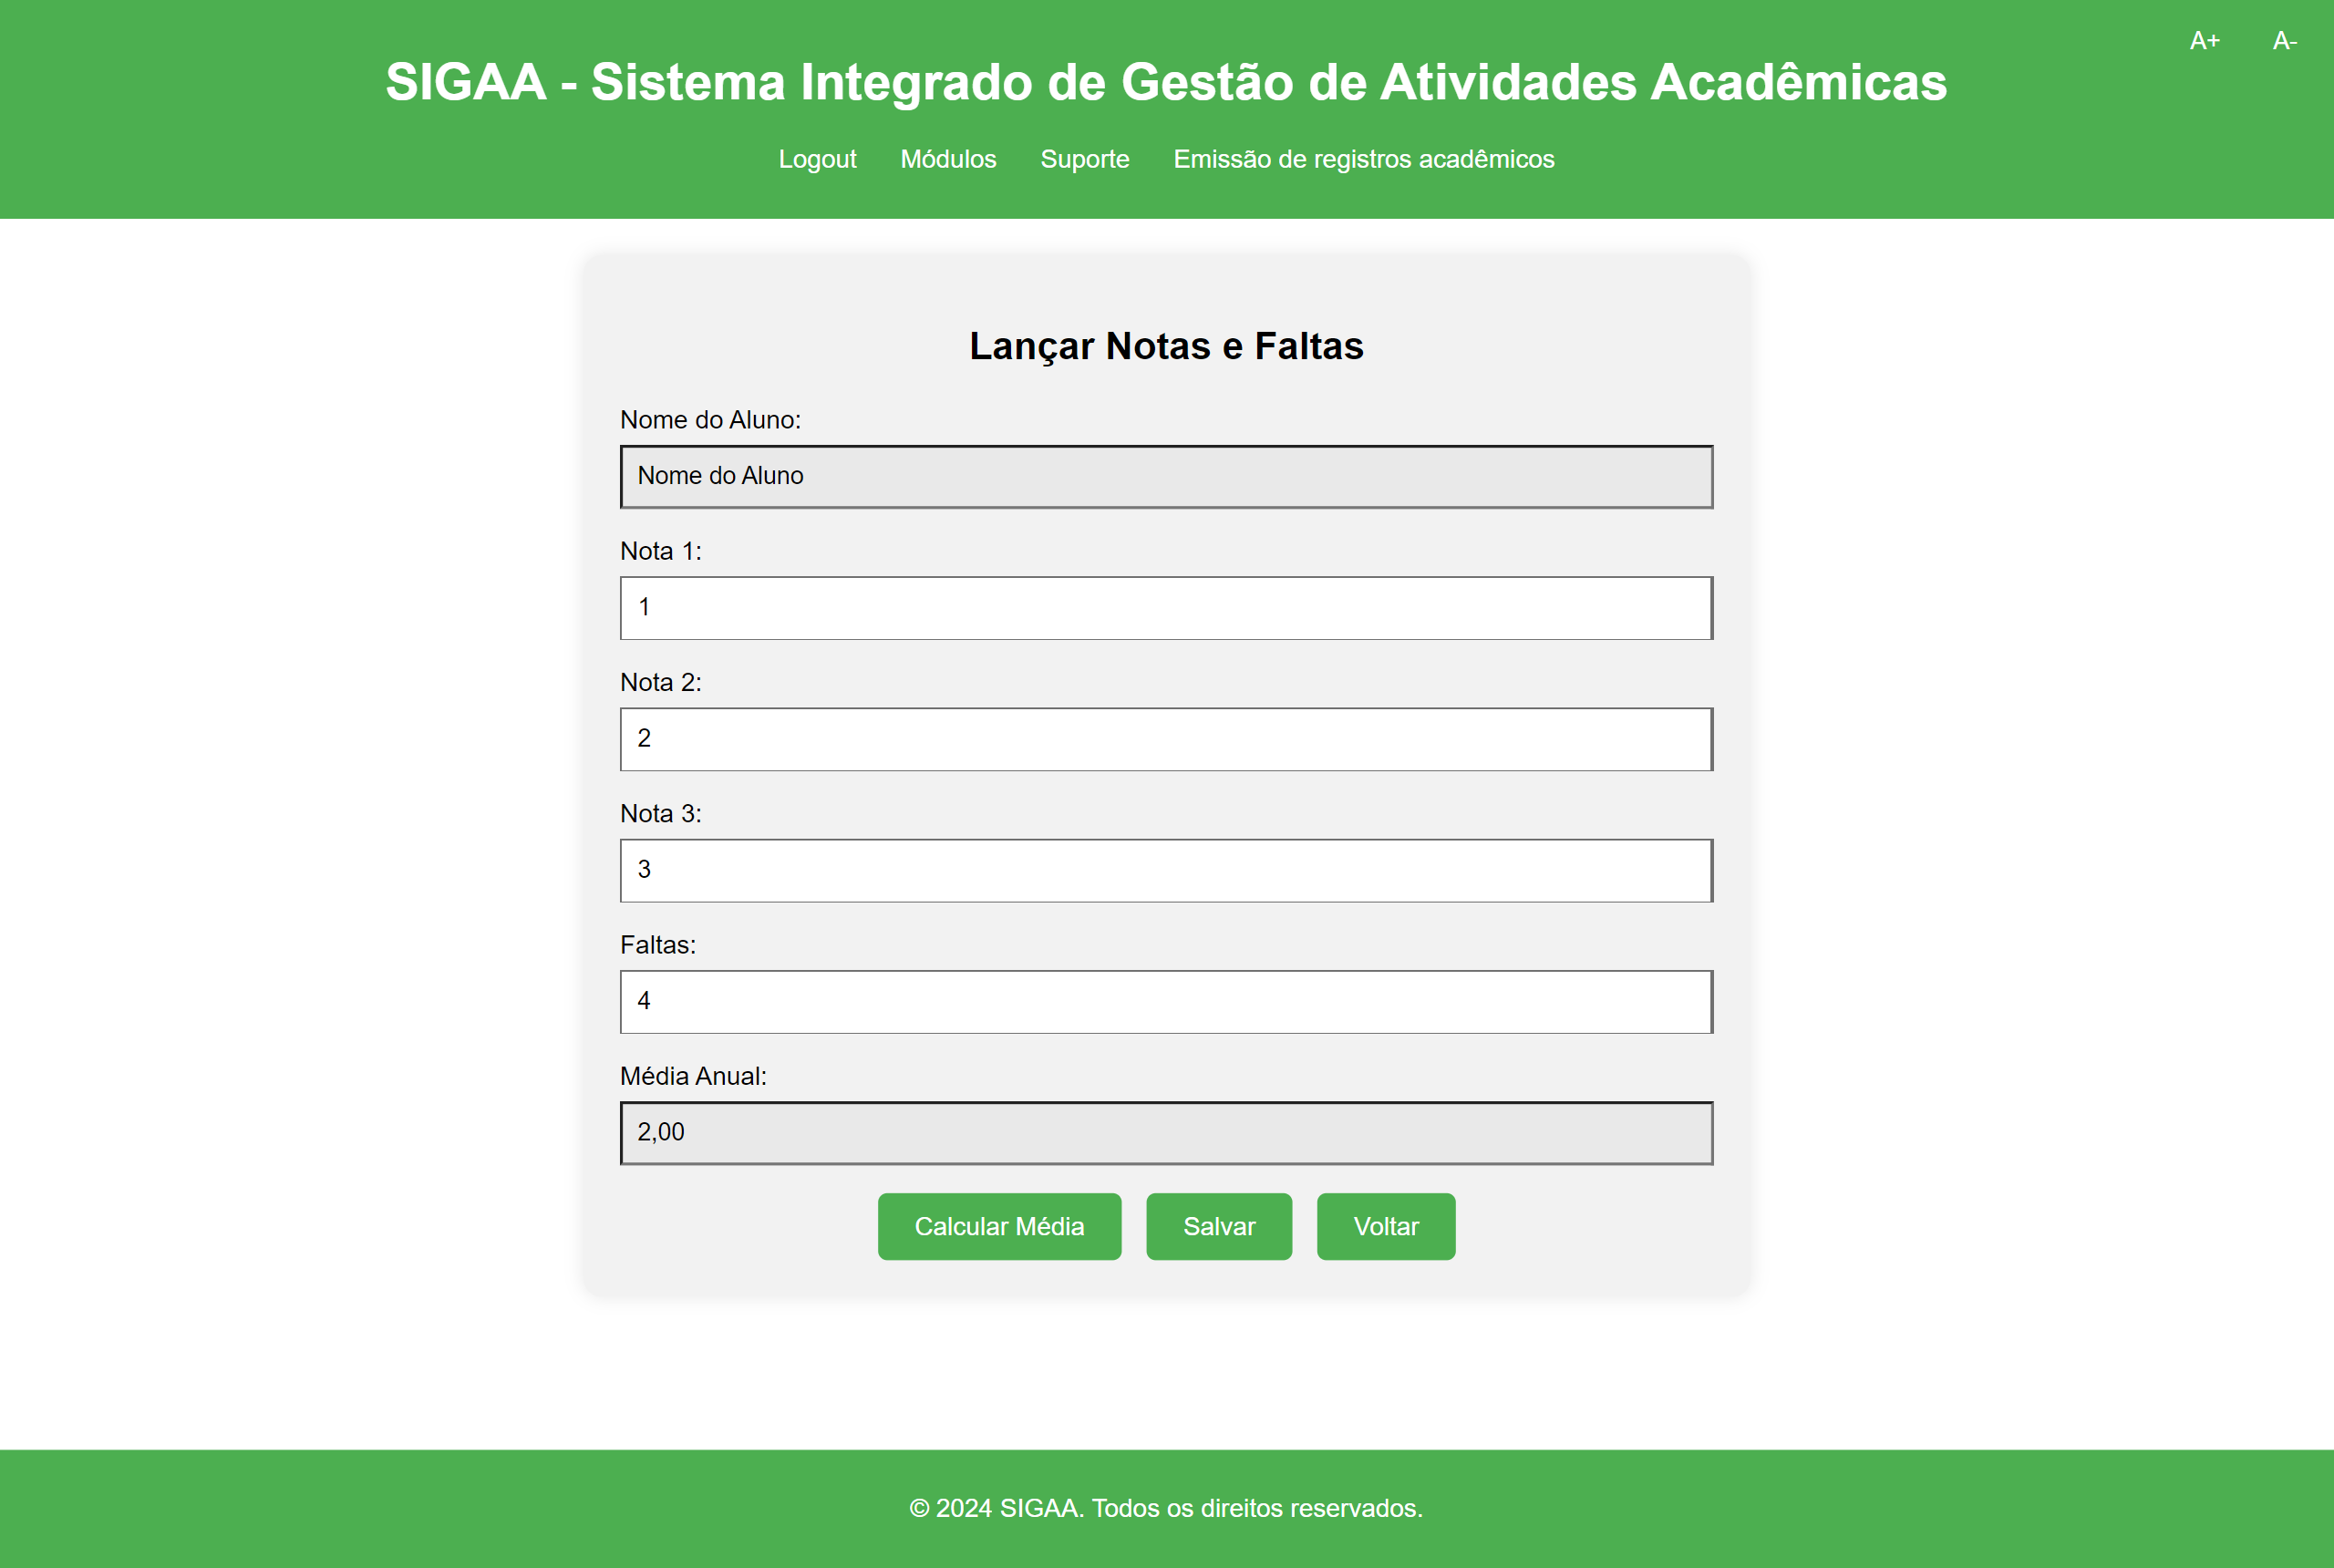 A+ A-
SIGAA - Sistema Integrado de Gestão de Atividades Acadêmicas
Logout Módulos Suporte Emissão de registros acadêmicos
Lançar Notas e Faltas
Nome do Aluno:
Nome do Aluno
Nota 1:
1
Nota 2:
2
Nota 3:
3
Faltas:
4
Média Anual:
2,00
Calcular Média Salvar Voltar
© 2024 SIGAA. Todos os direitos reservados.